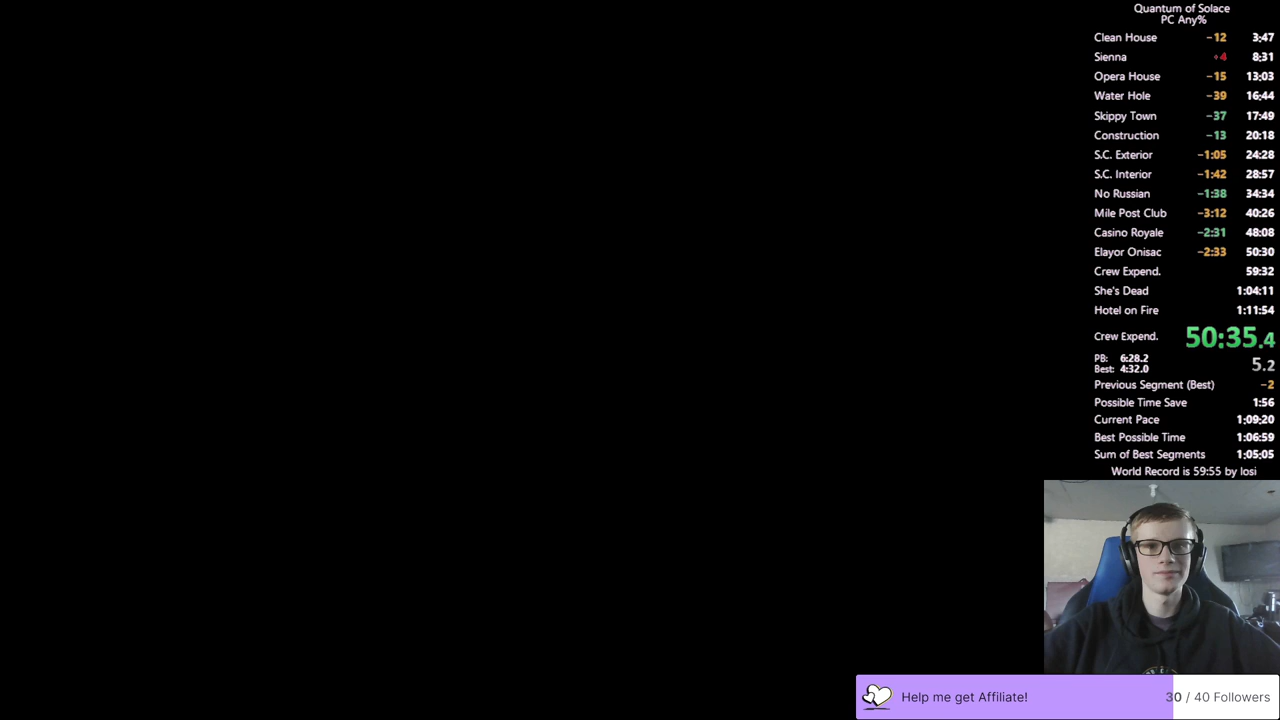 Quantum of Solace
PC Any%
Clean House -12 3:47
Sienna +4 8:31
Opera House -15 13:03
Water Hole -39 16:44
Skippy Town -37 17:49
Construction -13 20:18
S.C. Exterior -1:05 24:28
S.C. Interior -1:42 28:57
No Russian -1:38 34:34
Mile Post Club -3:12 40:26
Casino Royale -2:31 48:08
Elayor Onisac -2:33 50:30
Crew Expend. 59:32
She's Dead 1:04:11
Hotel on Fire 1:11:54
Crew Expend. 50:35.4
PB: 6:28.2
Best: 4:32.0 5.2
Previous Segment (Best) -2
Possible Time Save 1:56
Current Pace 1:09:20
Best Possible Time 1:06:59
Sum of Best Segments 1:05:05
World Record is 59:55 by losi
Help me get Affiliate! 30 / 40 Followers